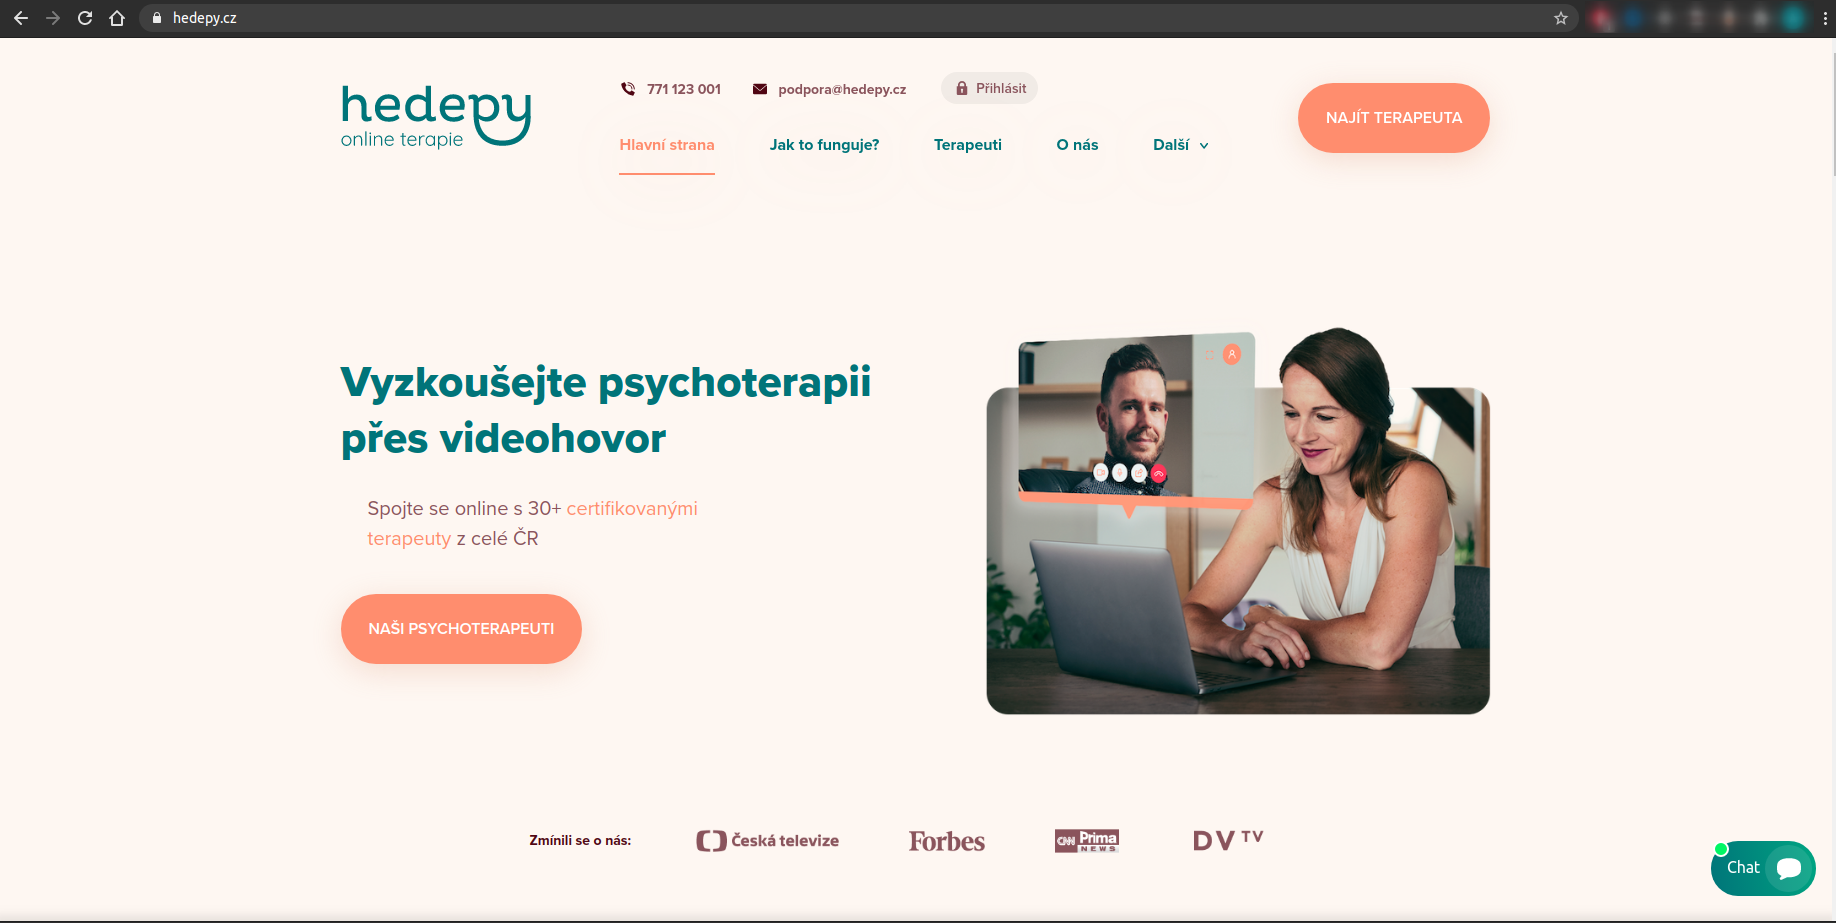 hedepy.cz
hedepy
online terapie
771 123 001
podpora@hedepy.cz
Přihlásit
Hlavní strana
Jak to funguje?
Terapeuti
O nás
Další
NAJÍT TERAPEUTA
Vyzkoušejte psychoterapii
přes videohovor
Spojte se online s 30+ certifikovanými
terapeuty z celé ČR
NAŠI PSYCHOTERAPEUTI
Zmínili se o nás:
Česká televize
Forbes
CNN Prima
NEWS
DVTV
Chat